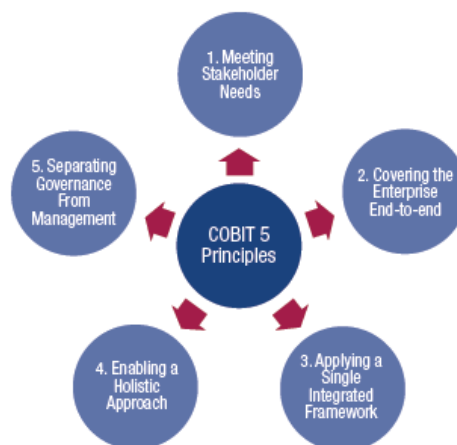 1. Meeting
Stakeholder
Needs
5. Separating
Governance
From
Management
2. Covering the
Enterprise
End-to-end
COBIT 5
Principles
4. Enabling a
Holistic
Approach
3. Applying a
Single
Integrated
Framework